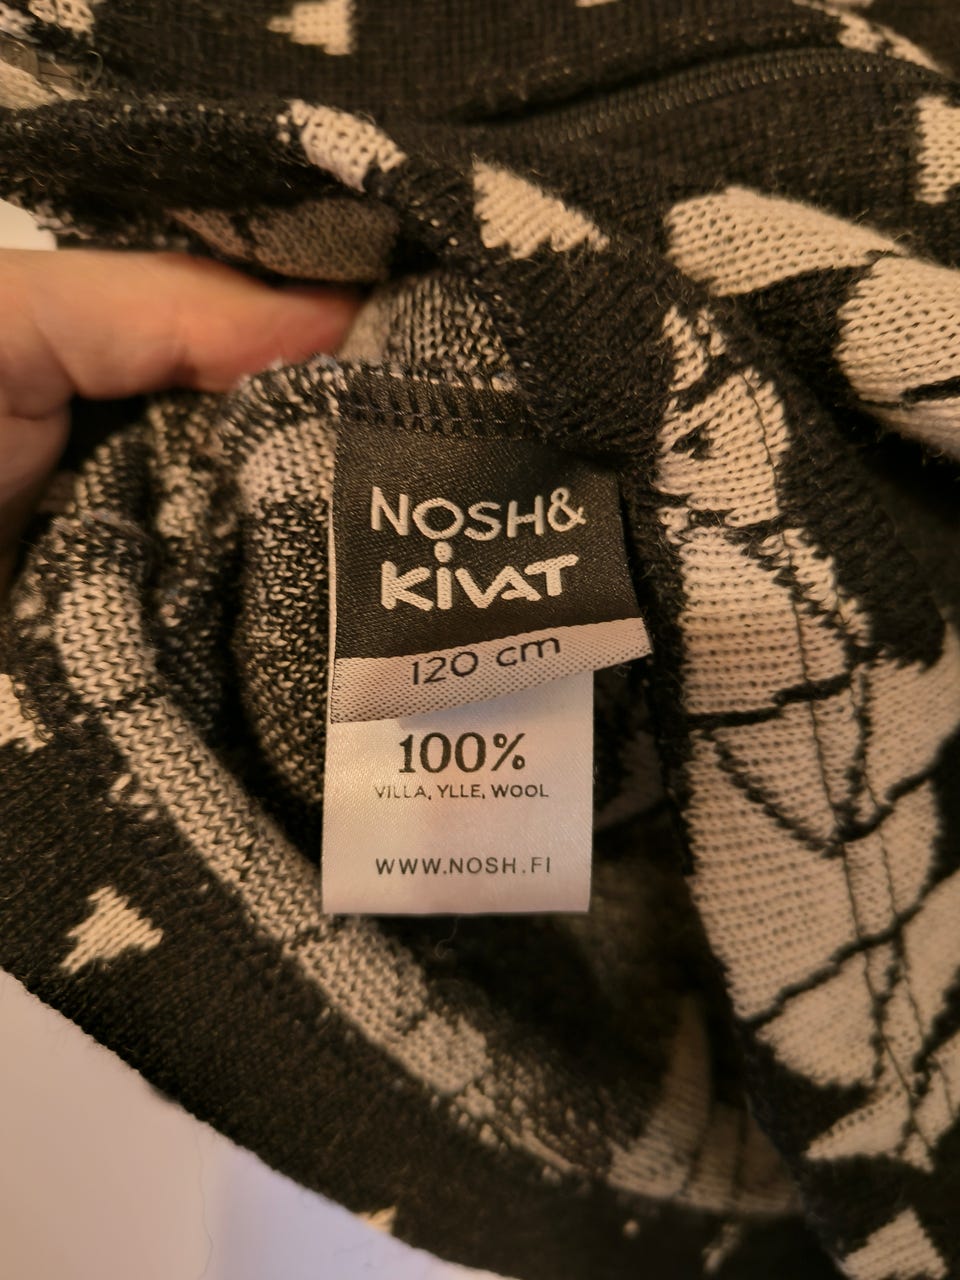 NOSH&
KIVAT
120 cm
100%
VILLA, YLLE, WOOL
WWW.NOSH.FI